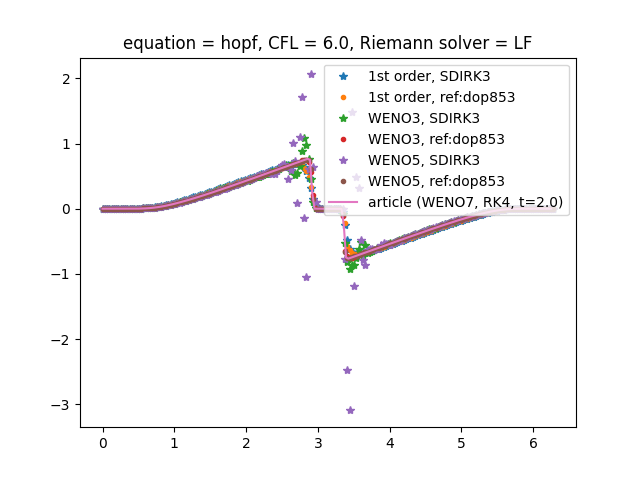 equation = hopf, CFL = 6.0, Riemann solver = LF
2
1
0
−1
−2
−3
1st order, SDIRK3
1st order, ref:dop853
WENO3, SDIRK3
WENO3, ref:dop853
WENO5, SDIRK3
WENO5, ref:dop853
article (WENO7, RK4, t=2.0)
0 1 2 3 4 5 6